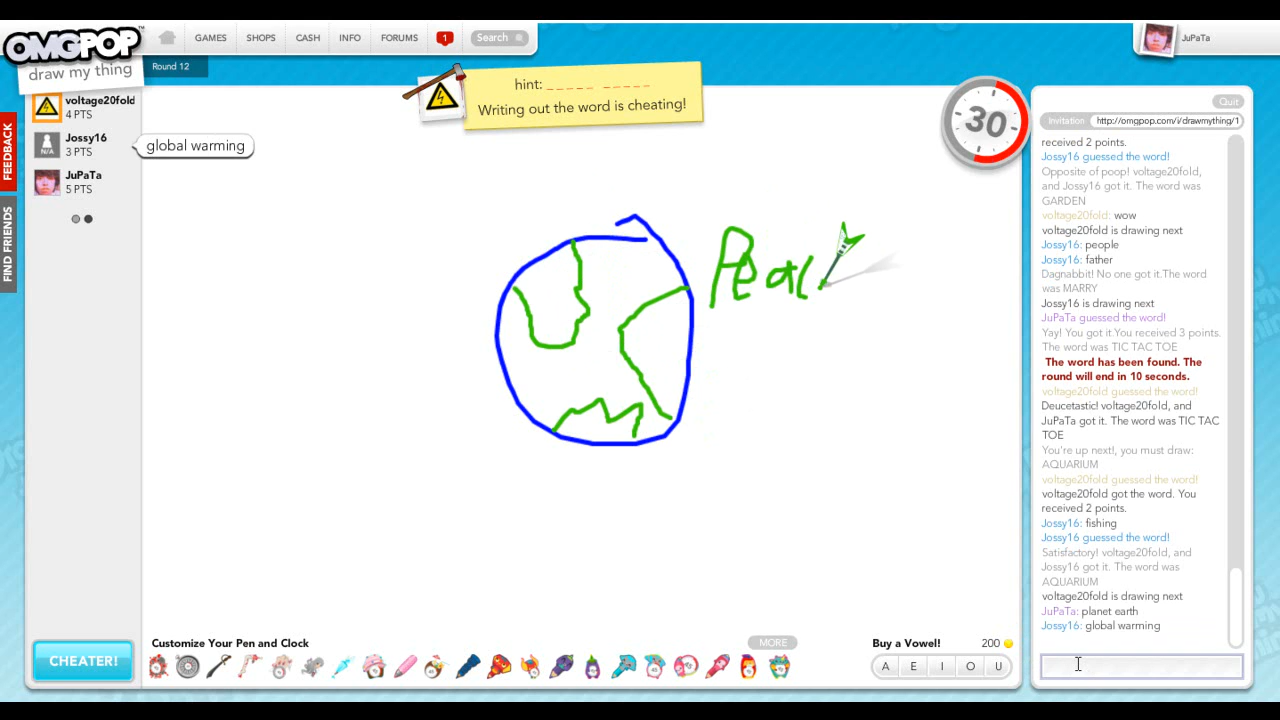 OMGPOP™
GAMES
SHOPS
CASH
INFO
FORUMS
1
Search
JuPaTa
draw my thing
Round 12
hint: _ _ _ _ _ _ _ _ _ _
Writing out the word is cheating!
30
FEEDBACK
FIND FRIENDS
voltage20fold
4 PTS
Jossy16
3 PTS
N/A
JuPaTa
5 PTS
global warming
Peac
Quit
Invitation http://omgpop.com/i/drawmything/1
received 2 points.
Jossy16 guessed the word!
Opposite of poop! voltage20fold,
and Jossy16 got it. The word was
GARDEN
voltage20fold: wow
voltage20fold is drawing next
Jossy16: people
Jossy16: father
Dagnabbit! No one got it.The word
was MARRY
Jossy16 is drawing next
JuPaTa guessed the word!
Yay! You got it.You received 3 points.
The word was TIC TAC TOE
The word has been found. The
round will end in 10 seconds.
voltage20fold guessed the word!
Deucetastic! voltage20fold, and
JuPaTa got it. The word was TIC TAC
TOE
You're up next!, you must draw:
AQUARIUM
voltage20fold guessed the word!
voltage20fold got the word. You
received 2 points.
Jossy16: fishing
Jossy16 guessed the word!
Satisfactory! voltage20fold, and
Jossy16 got it. The word was
AQUARIUM
voltage20fold is drawing next
JuPaTa: planet earth
Jossy16: global warming
CHEATER!
Customize Your Pen and Clock
MORE
Buy a Vowel!
200
A E I O U